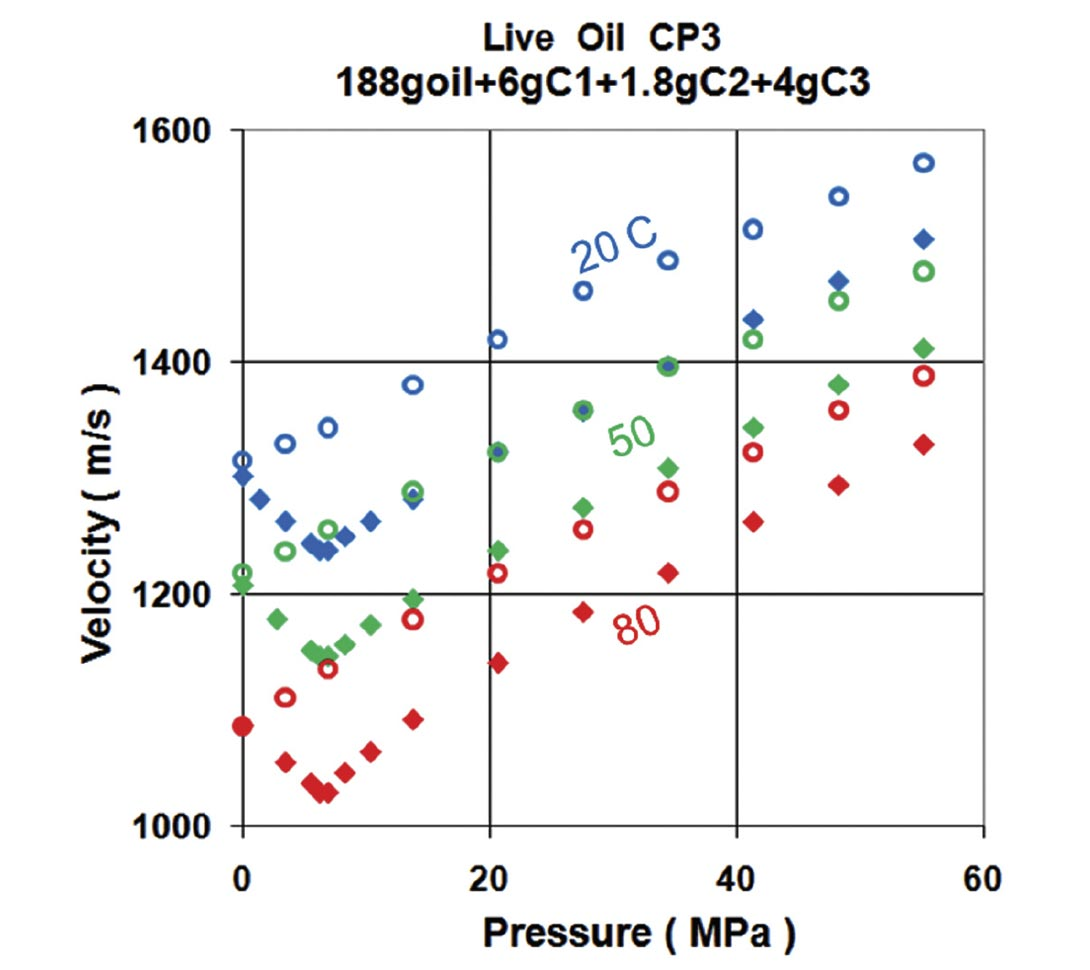 Live Oil CP3
188goil+6gC1+1.8gC2+4gC3
1600
1400
1200
1000
Velocity ( m/s )
20 C
50
80
0 20 40 60
Pressure ( MPa )